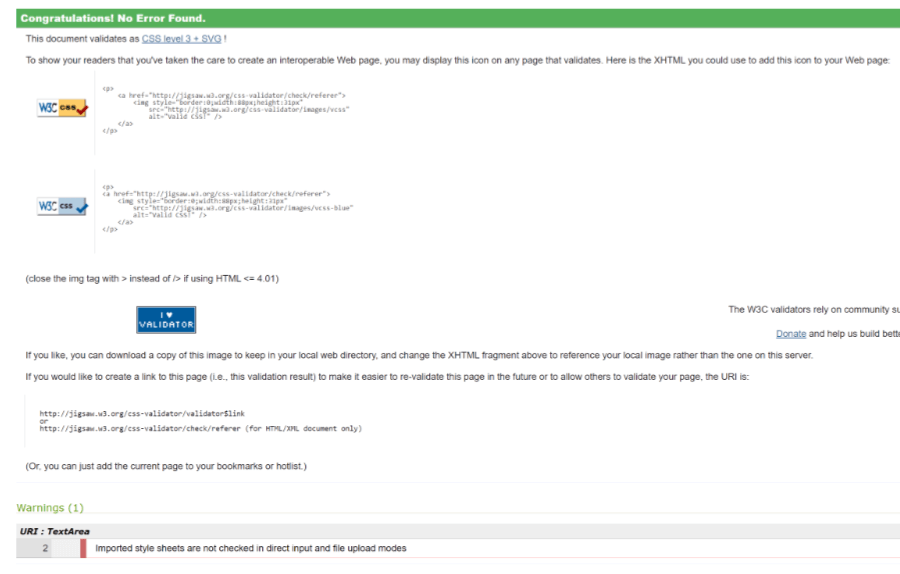 Congratulations! No Error Found.
This document validates as CSS level 3 + SVG !
To show your readers that you've taken the care to create an interoperable Web page, you may display this icon on any page that validates. Here is the XHTML you could use to add this icon to your Web page:
<p>
<a href="http://jigsaw.w3.org/css-validator/check/referer">
<img style="border:0;width:88px;height:31px"
src="http://jigsaw.w3.org/css-validator/images/vcss"
alt="Valid CSS!" />
</a>
</p>
W3C css
<p>
<a href="http://jigsaw.w3.org/css-validator/check/referer">
<img style="border:0;width:88px;height:31px"
src="http://jigsaw.w3.org/css-validator/images/vcss-blue"
alt="Valid CSS!" />
</a>
</p>
W3C css
(close the img tag with > instead of /> if using HTML <= 4.01)
I ♥
VALIDATOR
The W3C validators rely on community su
Donate and help us build bette
If you like, you can download a copy of this image to keep in your local web directory, and change the XHTML fragment above to reference your local image rather than the one on this server.
If you would like to create a link to this page (i.e., this validation result) to make it easier to re-validate this page in the future or to allow others to validate your page, the URI is:
http://jigsaw.w3.org/css-validator/validator$link
or
http://jigsaw.w3.org/css-validator/check/referer (for HTML/XML document only)
(Or, you can just add the current page to your bookmarks or hotlist.)
Warnings (1)
URI : TextArea
2 Imported style sheets are not checked in direct input and file upload modes